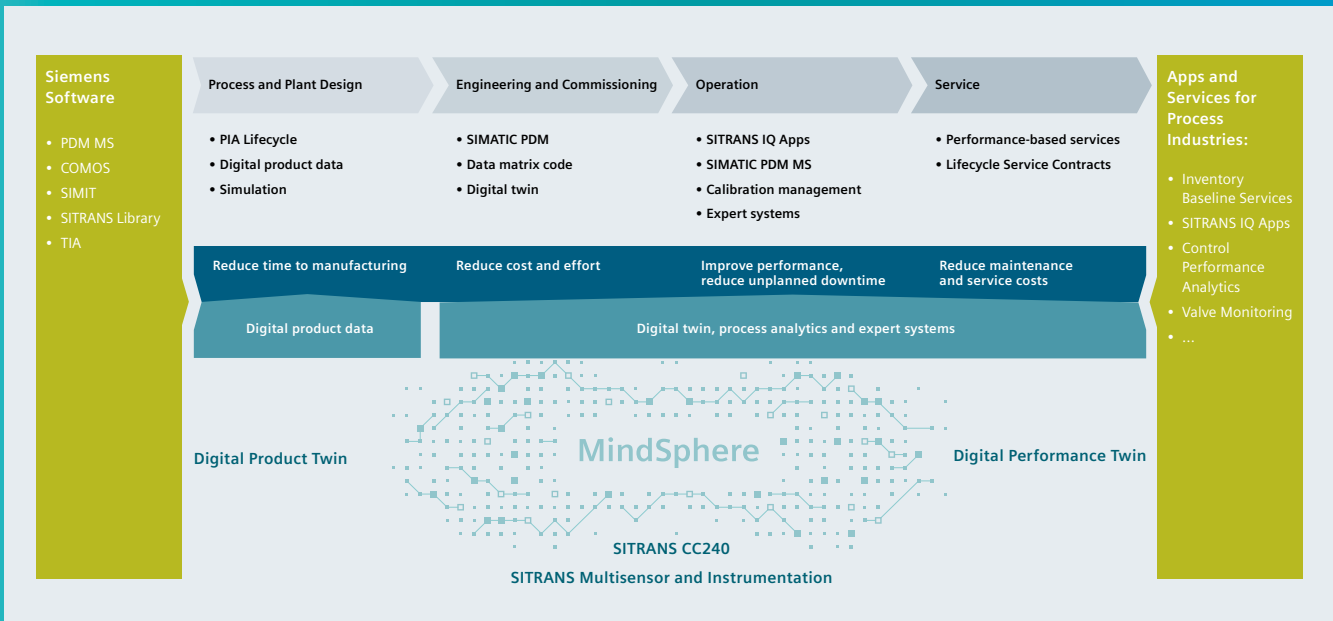 Siemens
Software
• PDM MS
• COMOS
• SIMIT
• SITRANS Library
• TIA
Process and Plant Design
• PIA Lifecycle
• Digital product data
• Simulation
Engineering and Commissioning
• SIMATIC PDM
• Data matrix code
• Digital twin
Operation
• SITRANS IQ Apps
• SIMATIC PDM MS
• Calibration management
• Expert systems
Service
• Performance-based services
• Lifecycle Service Contracts
Reduce time to manufacturing
Reduce cost and effort
Improve performance,
reduce unplanned downtime
Reduce maintenance
and service costs
Digital product data
Digital twin, process analytics and expert systems
MindSphere
Digital Product Twin
Digital Performance Twin
SITRANS CC240
SITRANS Multisensor and Instrumentation
Apps and
Services for
Process
Industries:
• Inventory
Baseline Services
• SITRANS IQ Apps
• Control
Performance
Analytics
• Valve Monitoring
• ...